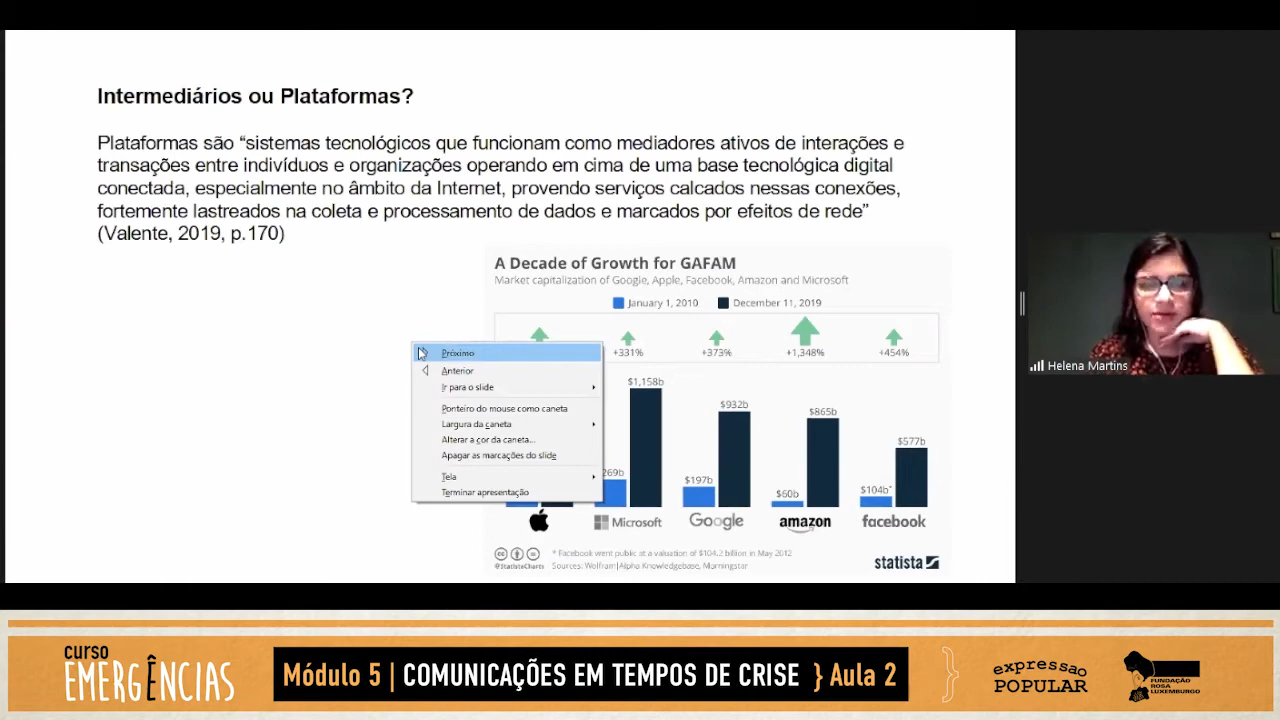 Intermediários ou Plataformas?
Plataformas são “sistemas tecnológicos que funcionam como mediadores ativos de interações e
transações entre indivíduos e organizações operando em cima de uma base tecnológica digital
conectada, especialmente no âmbito da Internet, provendo serviços calcados nessas conexões,
fortemente lastreados na coleta e processamento de dados e marcados por efeitos de rede”
(Valente, 2019, p.170)
A Decade of Growth for GAFAM
Market capitalization of Google, Apple, Facebook, Amazon and Microsoft
January 1, 2010 December 11, 2019
+331% +373% +1,348% +454%
Próximo
Anterior
Ir para o slide
Ponteiro do mouse como caneta
Largura da caneta
Alterar a cor da caneta...
Apagar as marcações do slide
Tela
Terminar apresentação
$1,158b
$932b
$865b
$577b
269b
$197b
$60b
$104b*
Microsoft Google amazon facebook
* Facebook went public at a valuation of $104.2 billion in May 2012
@StatistaCharts Sources: Wolfram|Alpha Knowledgebase, Morningstar
statista
Helena Martins
curso
EMERGÊNCIAS
Módulo 5 | COMUNICAÇÕES EM TEMPOS DE CRISE } Aula 2
expressao
POPULAR
FUNDAÇÃO
ROSA
LUXEMBURGO